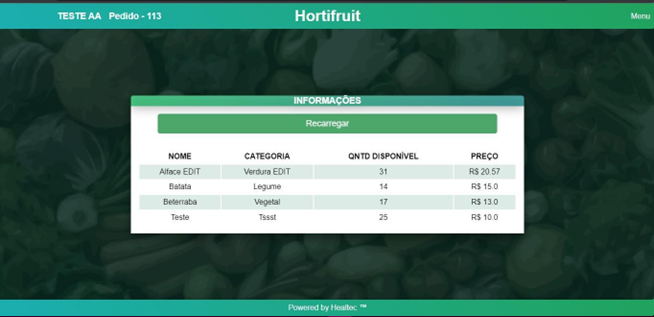 TESTE AA Pedido - 113 Hortifruit Menu
INFORMAÇÕES
Recarregar
NOME CATEGORIA QNTD DISPONÍVEL PREÇO
Alface EDIT Verdura EDIT 31 R$ 20.57
Batata Legume 14 R$ 15.0
Beterraba Vegetal 17 R$ 13.0
Teste Tssst 25 R$ 10.0
Powered by Healtec ™